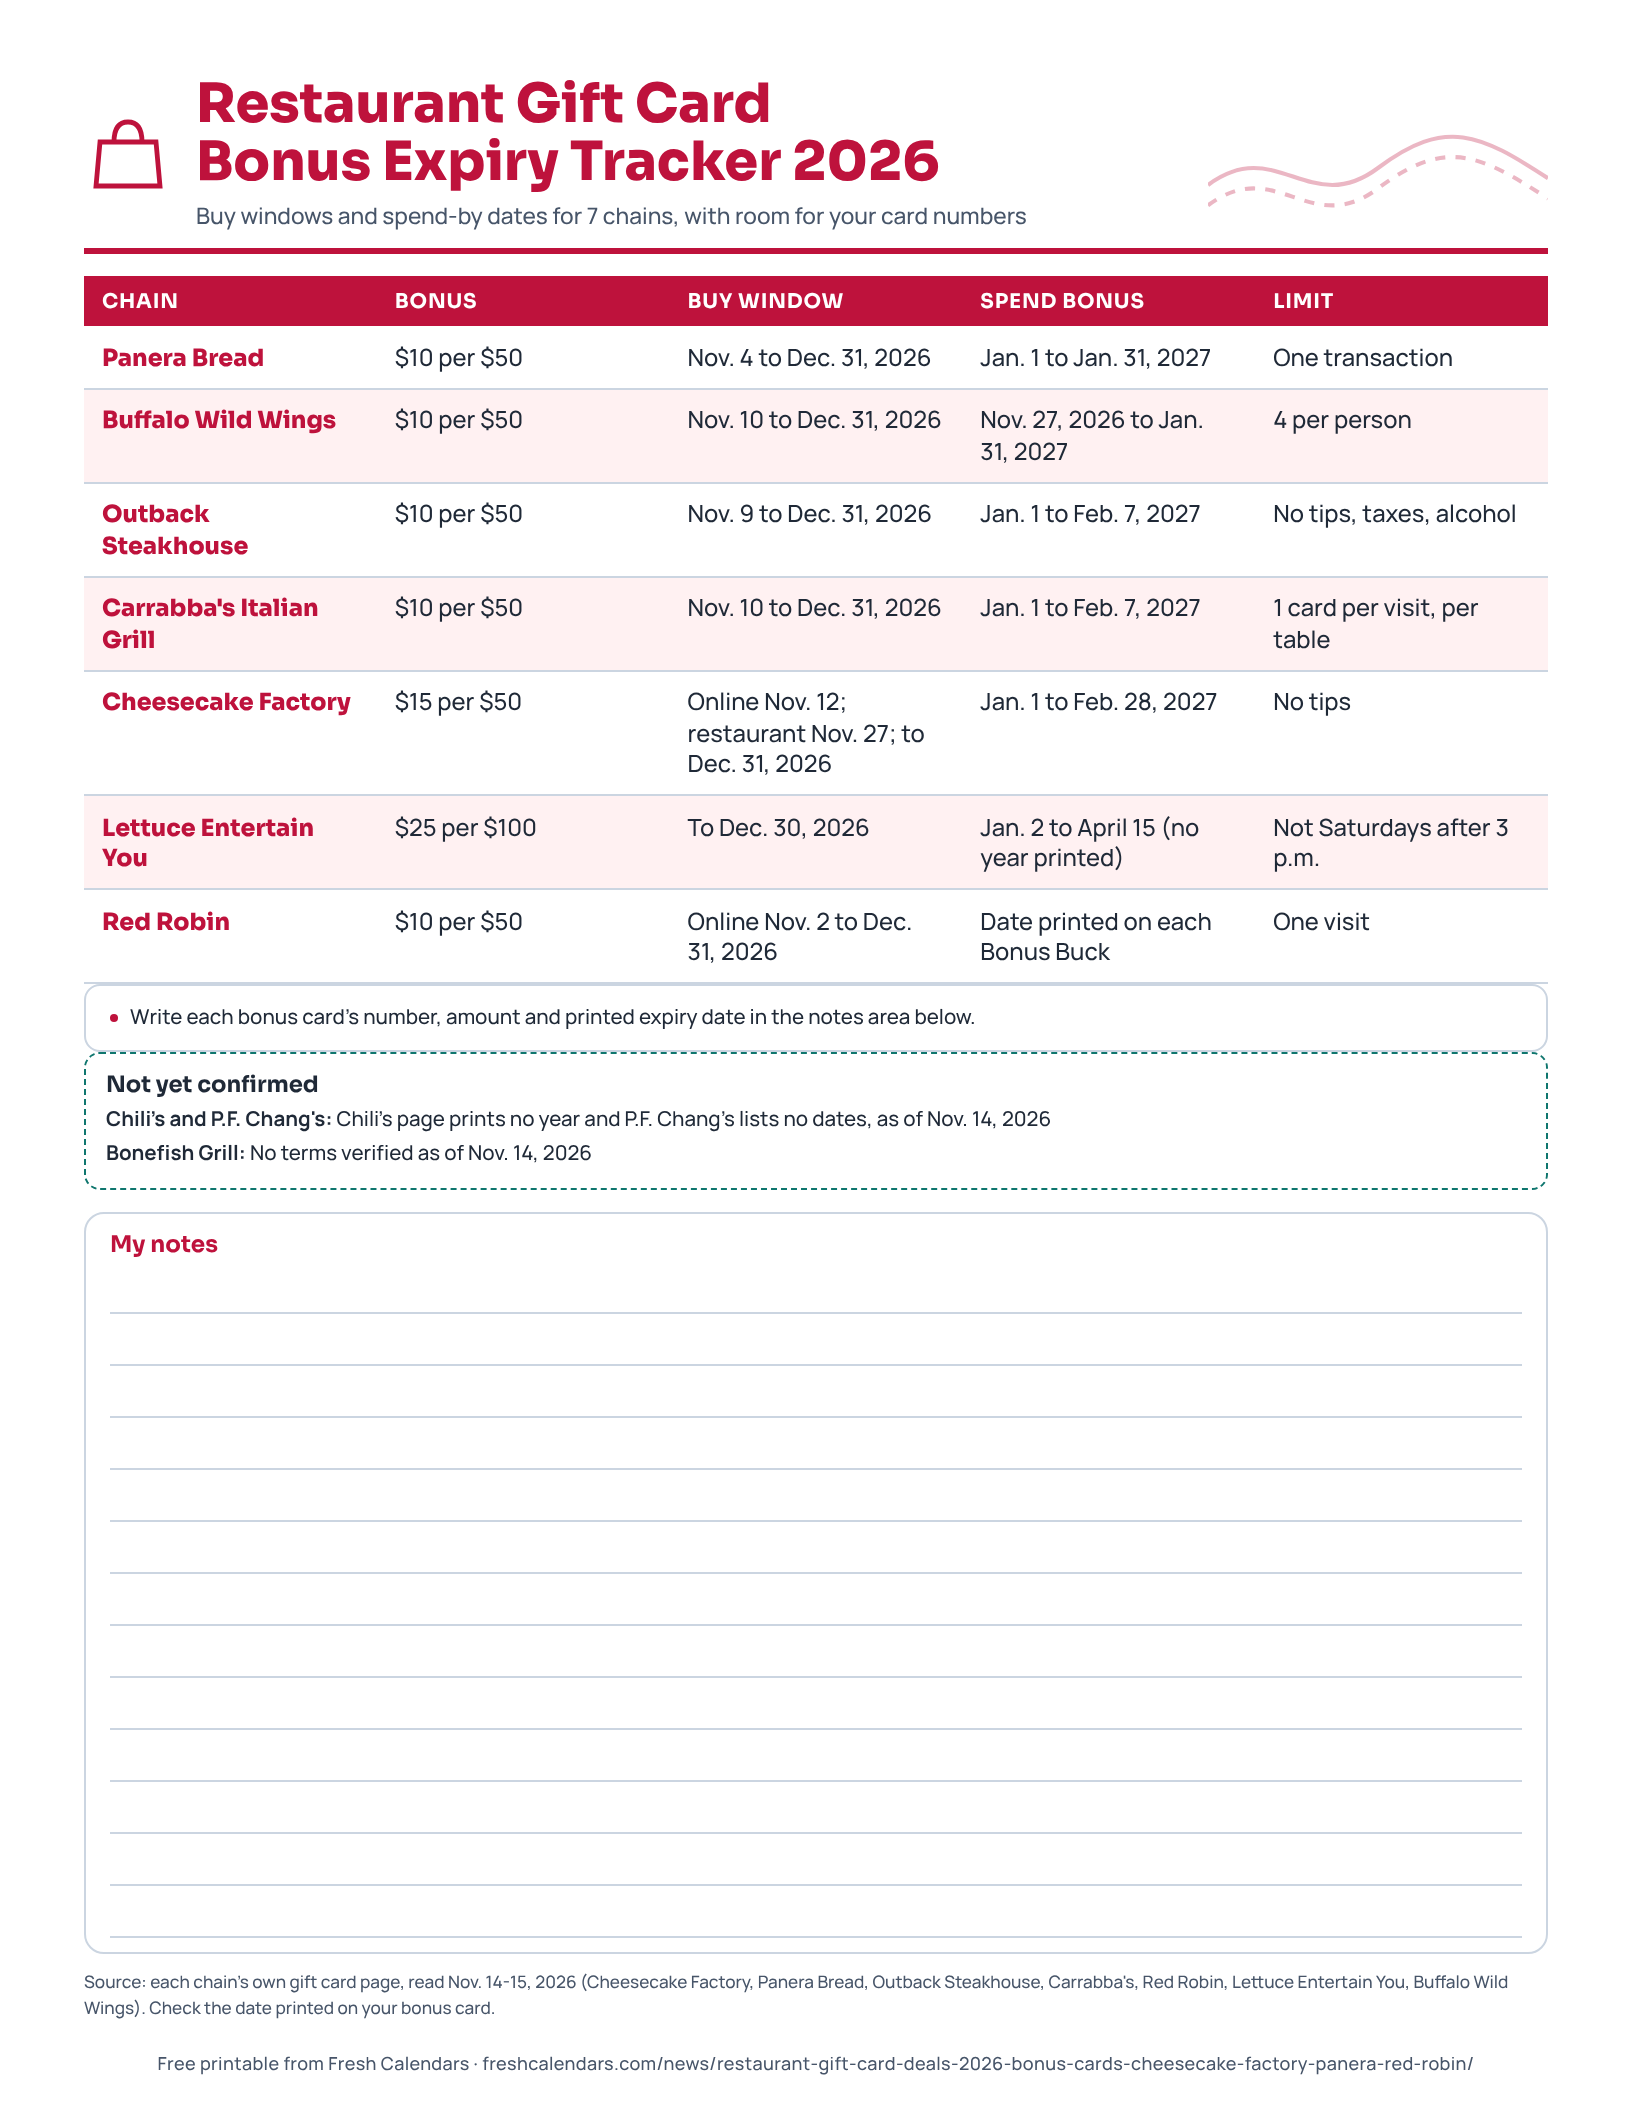 Restaurant Gift Card
Bonus Expiry Tracker 2026
Buy windows and spend-by dates for 7 chains, with room for your card numbers
CHAIN BONUS BUY WINDOW SPEND BONUS LIMIT
Panera Bread $10 per $50 Nov. 4 to Dec. 31, 2026 Jan. 1 to Jan. 31, 2027 One transaction
Buffalo Wild Wings $10 per $50 Nov. 10 to Dec. 31, 2026 Nov. 27, 2026 to Jan. 4 per person
31, 2027
Outback $10 per $50 Nov. 9 to Dec. 31, 2026 Jan. 1 to Feb. 7, 2027 No tips, taxes, alcohol
Steakhouse
Carrabba's Italian $10 per $50 Nov. 10 to Dec. 31, 2026 Jan. 1 to Feb. 7, 2027 1 card per visit, per
Grill table
Cheesecake Factory $15 per $50 Online Nov. 12; Jan. 1 to Feb. 28, 2027 No tips
restaurant Nov. 27; to
Dec. 31, 2026
Lettuce Entertain $25 per $100 To Dec. 30, 2026 Jan. 2 to April 15 (no Not Saturdays after 3
You year printed) p.m.
Red Robin $10 per $50 Online Nov. 2 to Dec. Date printed on each One visit
31, 2026 Bonus Buck
• Write each bonus card's number, amount and printed expiry date in the notes area below.
Not yet confirmed
Chili's and P.F. Chang's: Chili's page prints no year and P.F. Chang's lists no dates, as of Nov. 14, 2026
Bonefish Grill: No terms verified as of Nov. 14, 2026
My notes
Source: each chain's own gift card page, read Nov. 14-15, 2026 (Cheesecake Factory, Panera Bread, Outback Steakhouse, Carrabba's, Red Robin, Lettuce Entertain You, Buffalo Wild
Wings). Check the date printed on your bonus card.
Free printable from Fresh Calendars · freshcalendars.com/news/restaurant-gift-card-deals-2026-bonus-cards-cheesecake-factory-panera-red-robin/